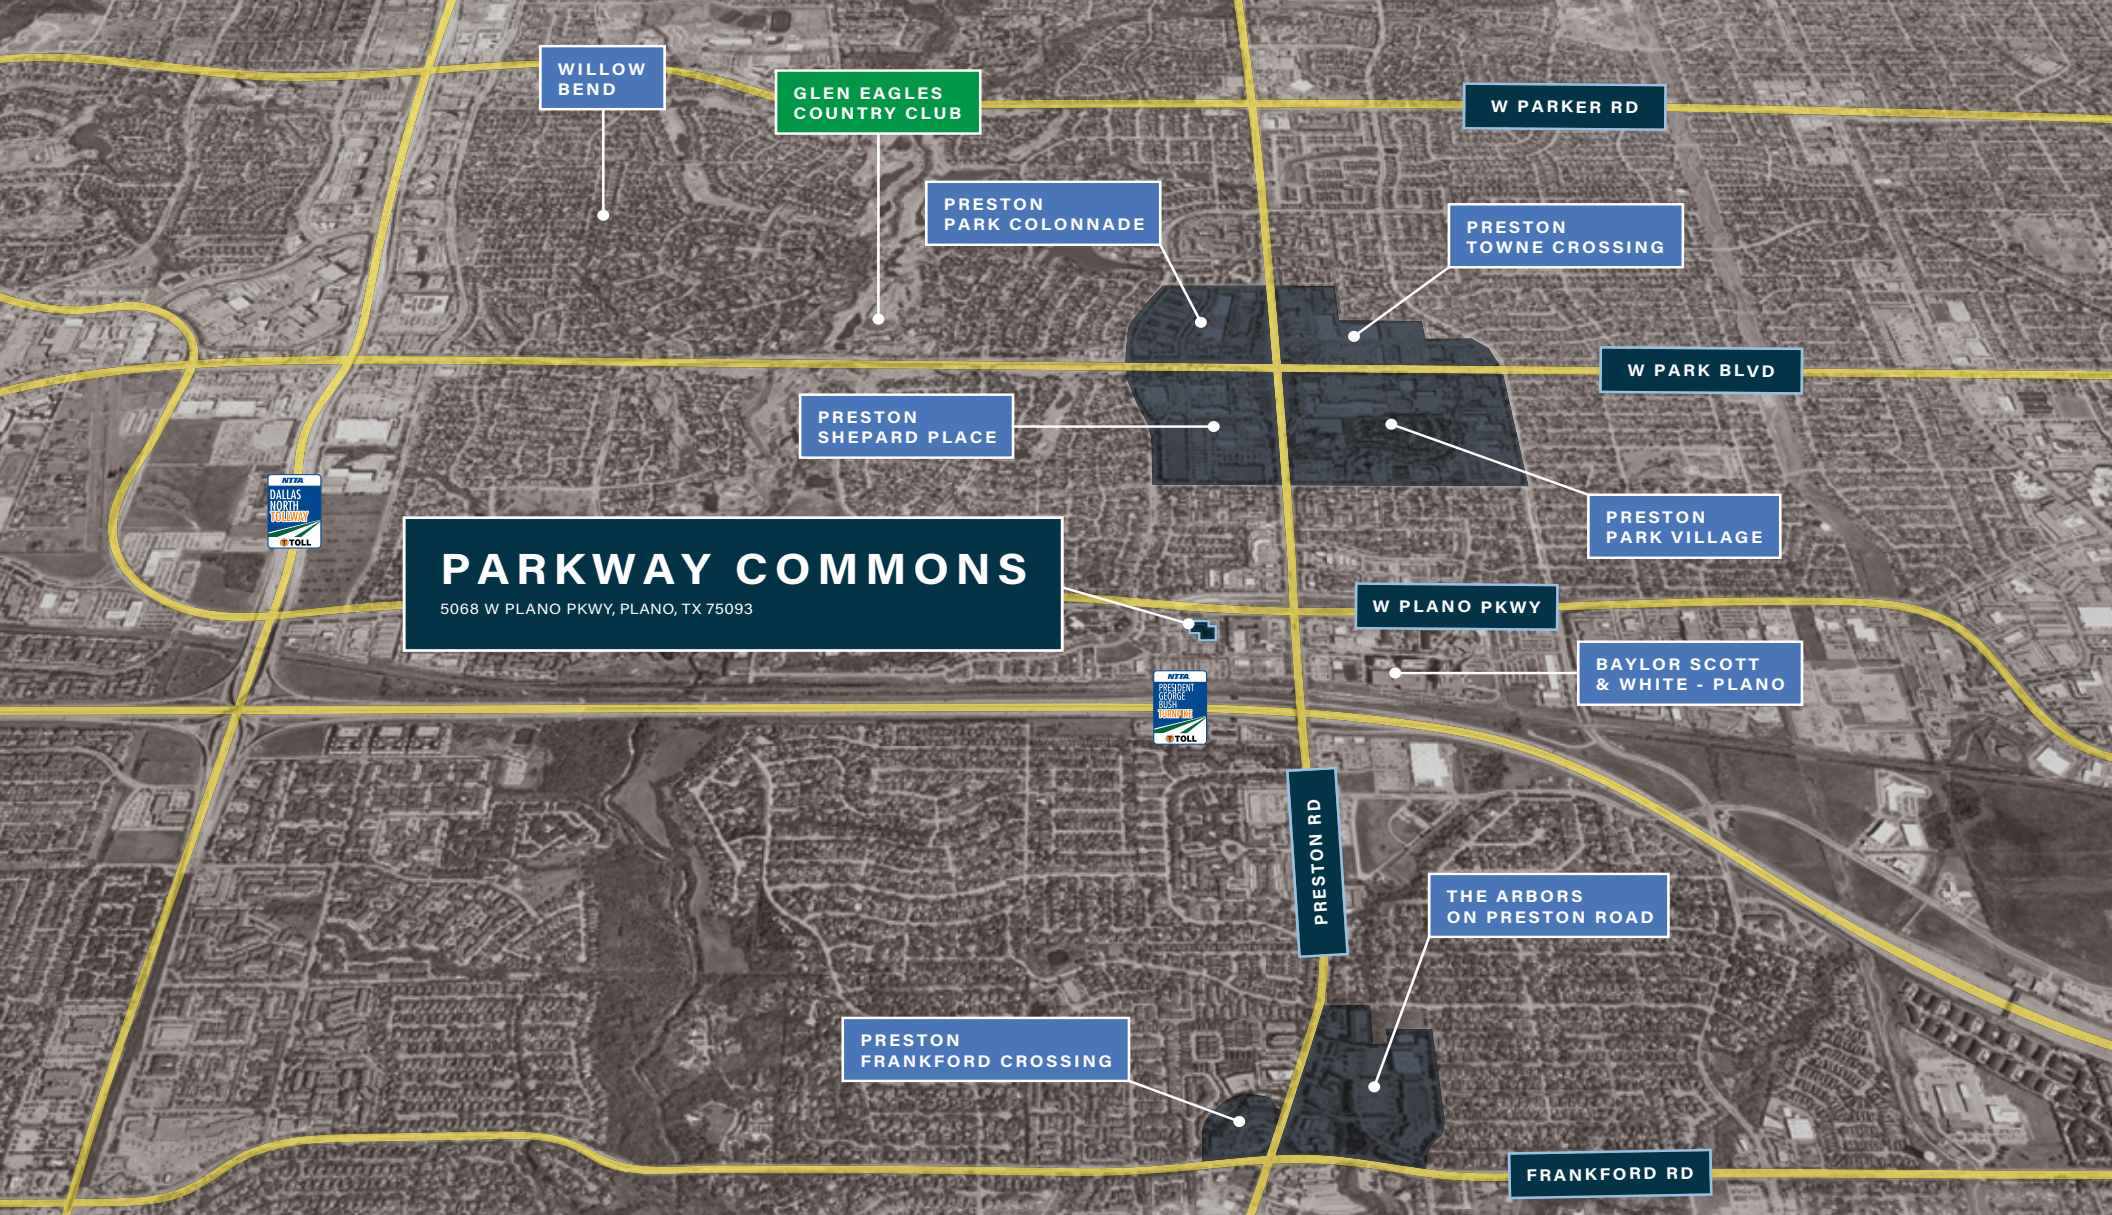 WILLOW
BEND
GLEN EAGLES
COUNTRY CLUB
W PARKER RD
PRESTON
PARK COLONNADE
PRESTON
TOWNE CROSSING
W PARK BLVD
PRESTON
SHEPARD PLACE
NTTA
DALLAS
NORTH
TOLLWAY
TOLL
PRESTON
PARK VILLAGE
PARKWAY COMMONS
5068 W PLANO PKWY, PLANO, TX 75093
W PLANO PKWY
BAYLOR SCOTT
& WHITE - PLANO
NTTA
PRESIDENT
GEORGE
BUSH
TURNPIKE
TOLL
PRESTON RD
THE ARBORS
ON PRESTON ROAD
PRESTON
FRANKFORD CROSSING
FRANKFORD RD